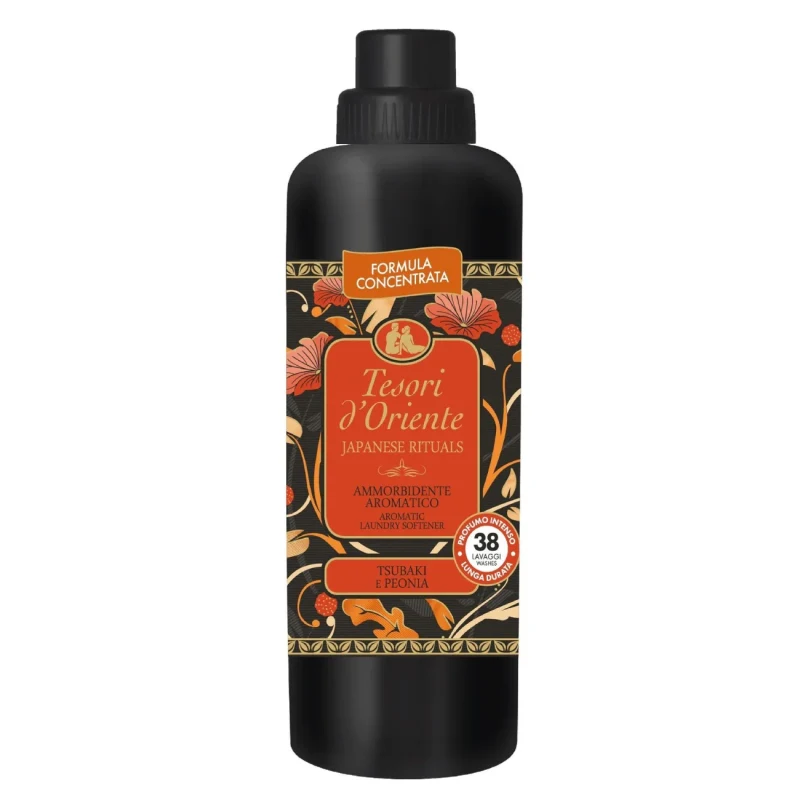 FORMULA
CONCENTRATA
Tesori
d'Oriente
JAPANESE RITUALS
AMMORBIDENTE
AROMATICO
AROMATIC
LAUNDRY SOFTENER
PROFUMO INTENSO
38
LAVAGGI
WASHES
LUNGA DURATA
TSUBAKI
E PEONIA